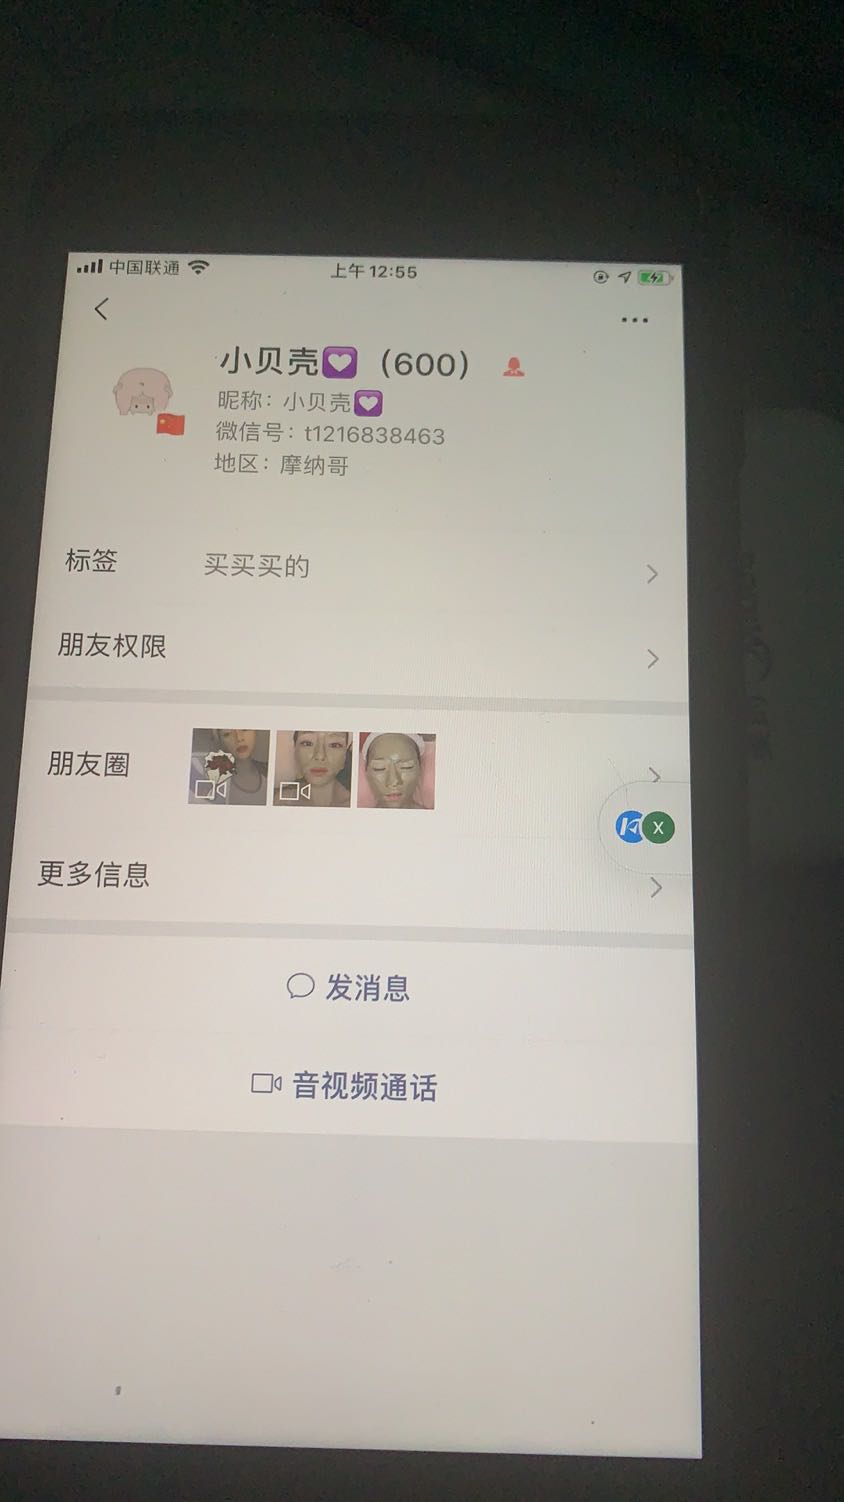 中国联通
上午12:55
小贝壳💜（600）
昵称：小贝壳💜
微信号：t1216838463
地区：摩纳哥
标签 买买买的
朋友权限
朋友圈
X
更多信息
发消息
音视频通话